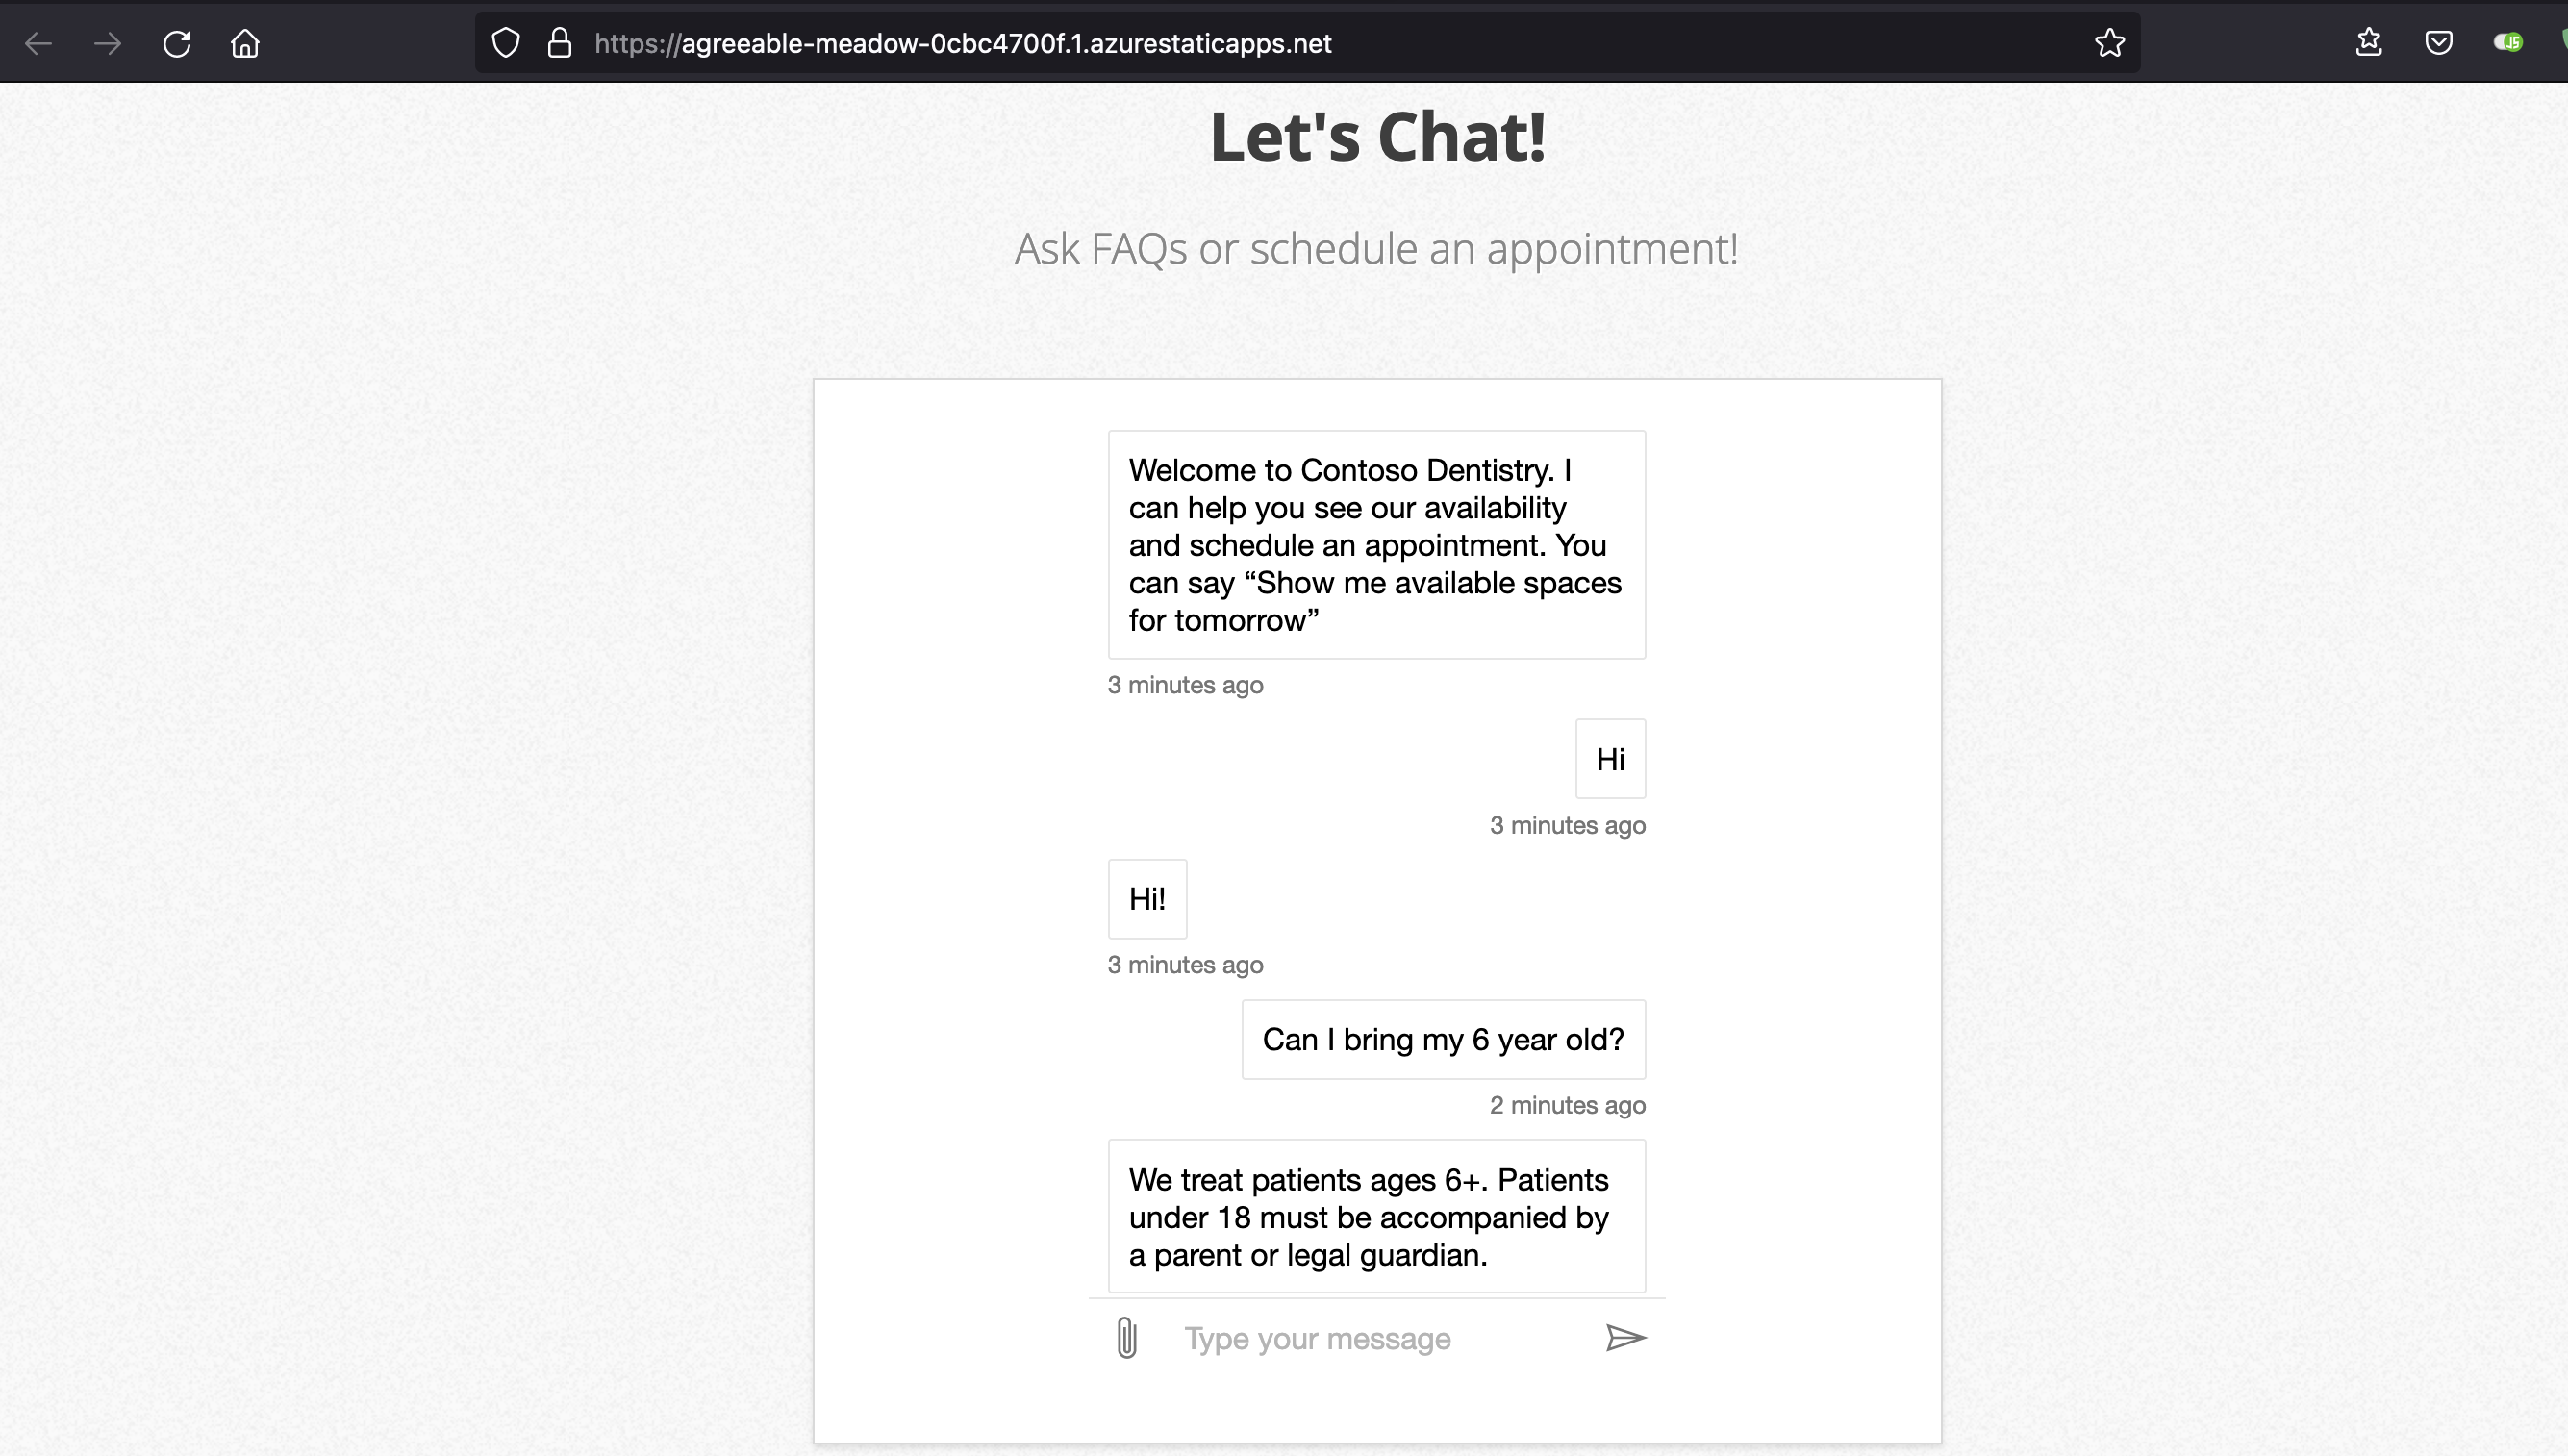 https://agreeable-meadow-0cbc4700f.1.azurestaticapps.net
JS
Let's Chat!
Ask FAQs or schedule an appointment!
Welcome to Contoso Dentistry. I
can help you see our availability
and schedule an appointment. You
can say “Show me available spaces
for tomorrow”
3 minutes ago
Hi
3 minutes ago
Hi!
3 minutes ago
Can I bring my 6 year old?
2 minutes ago
We treat patients ages 6+. Patients
under 18 must be accompanied by
a parent or legal guardian.
Type your message